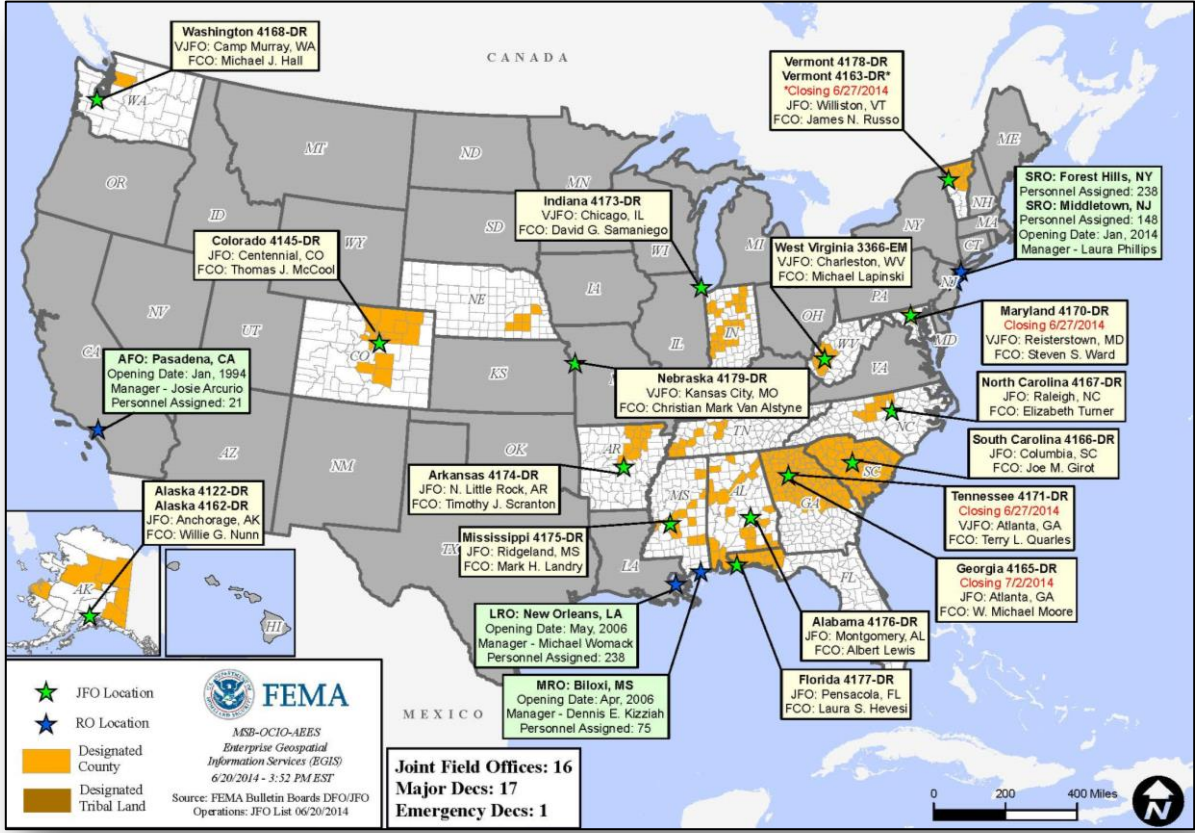 CANADA
Washington 4168-DR
VJFO: Camp Murray, WA
FCO: Michael J. Hall
Vermont 4178-DR
Vermont 4163-DR*
*Closing 6/27/2014
JFO: Williston, VT
FCO: James N. Russo
SRO: Forest Hills, NY
Personnel Assigned: 238
SRO: Middletown, NJ
Personnel Assigned: 148
Opening Date: Jan, 2014
Manager - Laura Phillips
Indiana 4173-DR
VJFO: Chicago, IL
FCO: David G. Samaniego
Colorado 4145-DR
JFO: Centennial, CO
FCO: Thomas J. McCool
West Virginia 3366-EM
VJFO: Charleston, WV
FCO: Michael Lapinski
Maryland 4170-DR
Closing 6/27/2014
VJFO: Reisterstown, MD
FCO: Steven S. Ward
AFO: Pasadena, CA
Opening Date: Jan, 1994
Manager - Josie Arcurio
Personnel Assigned: 21
Nebraska 4179-DR
VJFO: Kansas City, MO
FCO: Christian Mark Van Alstyne
North Carolina 4167-DR
JFO: Raleigh, NC
FCO: Elizabeth Turner
South Carolina 4166-DR
JFO: Columbia, SC
FCO: Joe M. Girot
Arkansas 4174-DR
JFO: N. Little Rock, AR
FCO: Timothy J. Scranton
Alaska 4122-DR
Alaska 4162-DR
JFO: Anchorage, AK
FCO: Willie G. Nunn
Tennessee 4171-DR
Closing 6/27/2014
VJFO: Atlanta, GA
FCO: Terry L. Quarles
Mississippi 4175-DR
JFO: Ridgeland, MS
FCO: Mark H. Landry
Georgia 4165-DR
Closing 7/2/2014
JFO: Atlanta, GA
FCO: W. Michael Moore
LRO: New Orleans, LA
Opening Date: May, 2006
Manager - Michael Womack
Personnel Assigned: 238
Alabama 4176-DR
JFO: Montgomery, AL
FCO: Albert Lewis
MRO: Biloxi, MS
Opening Date: Apr, 2006
Manager - Dennis E. Kizziah
Personnel Assigned: 75
Florida 4177-DR
JFO: Pensacola, FL
FCO: Laura S. Hevesi
WA
MT
ND
MN
ME
OR
ID
SD
WI
MI
NY
NH
MA
CT
WY
NE
IA
PA
NJ
NV
UT
CO
IL
IN
OH
WV
MD
VA
CA
KS
AZ
NM
OK
AR
TN
NC
SC
MS
AL
GA
TX
LA
FL
AK
HI
MEXICO
JFO Location
RO Location
Designated
County
Designated
Tribal Land
FEMA
MSB-OCIO-AEES
Enterprise Geospatial
Information Services (EGIS)
6/20/2014 - 3:52 PM EST
Source: FEMA Bulletin Boards DFO/JFO
Operations: JFO List 06/20/2014
Joint Field Offices: 16
Major Decs: 17
Emergency Decs: 1
0 200 400 Miles
N